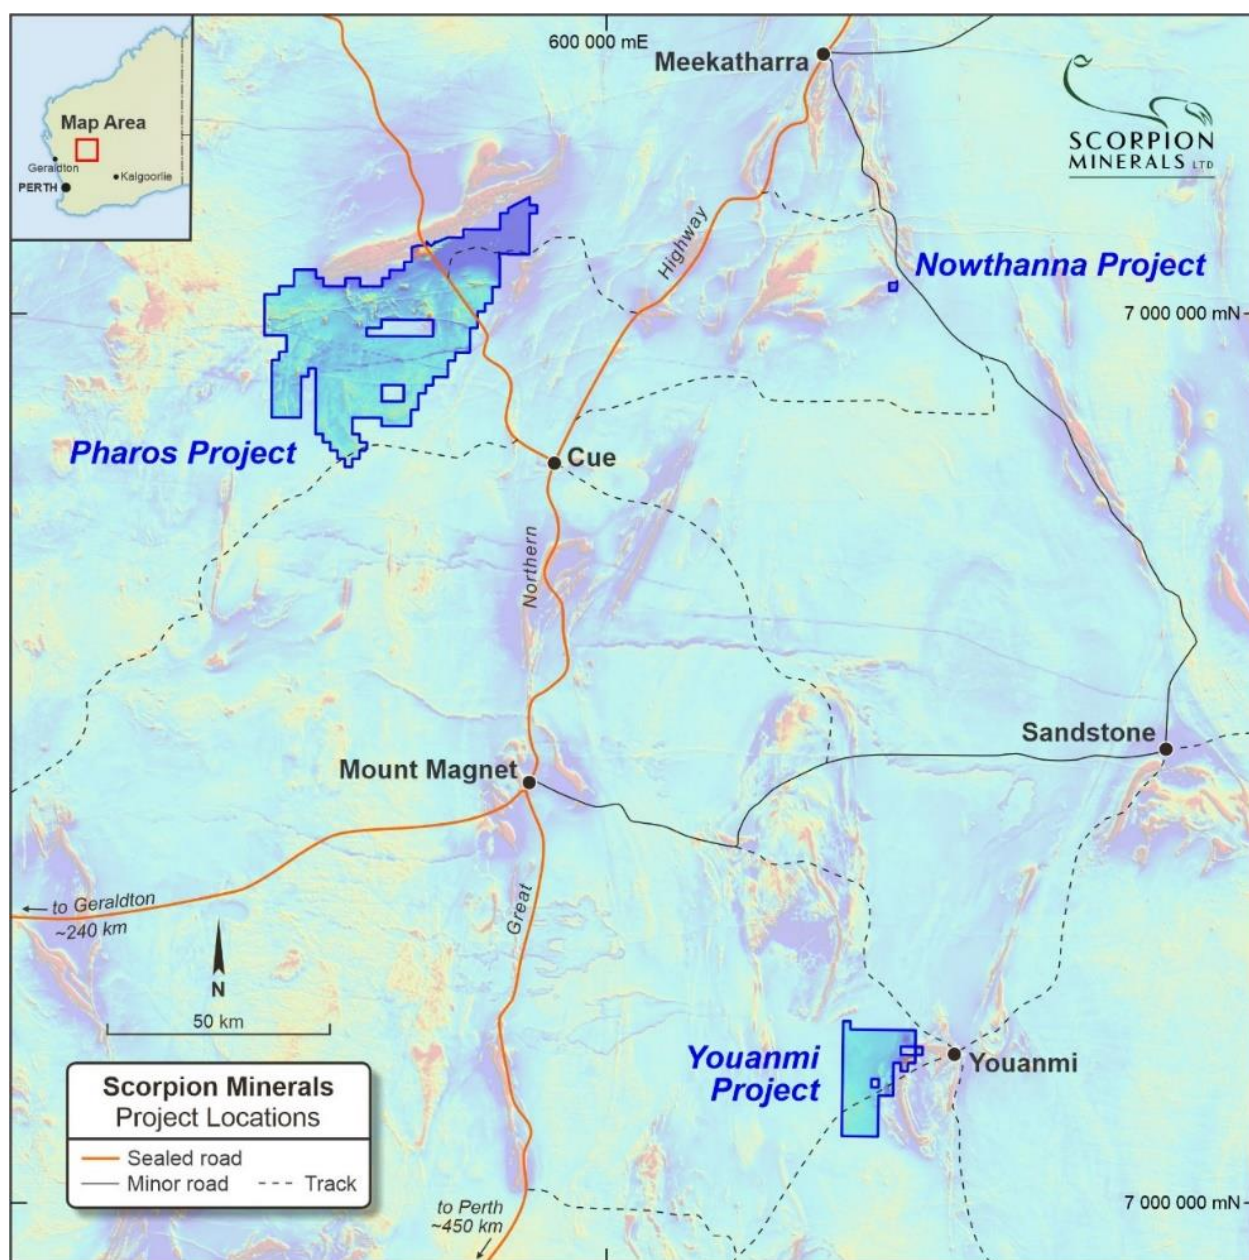 600 000 mE
Meekatharra
SCORPION
MINERALS LTD
Map Area
Geraldton
Kalgoorlie
PERTH
Highway
Nowthanna Project
7 000 000 mN
Pharos Project
Cue
Northern
Sandstone
Mount Magnet
Great
to Geraldton
~240 km
N
50 km
Youanmi
Project
Youanmi
Scorpion Minerals
Project Locations
Sealed road
Minor road
Track
to Perth
~450 km
7 000 000 mN